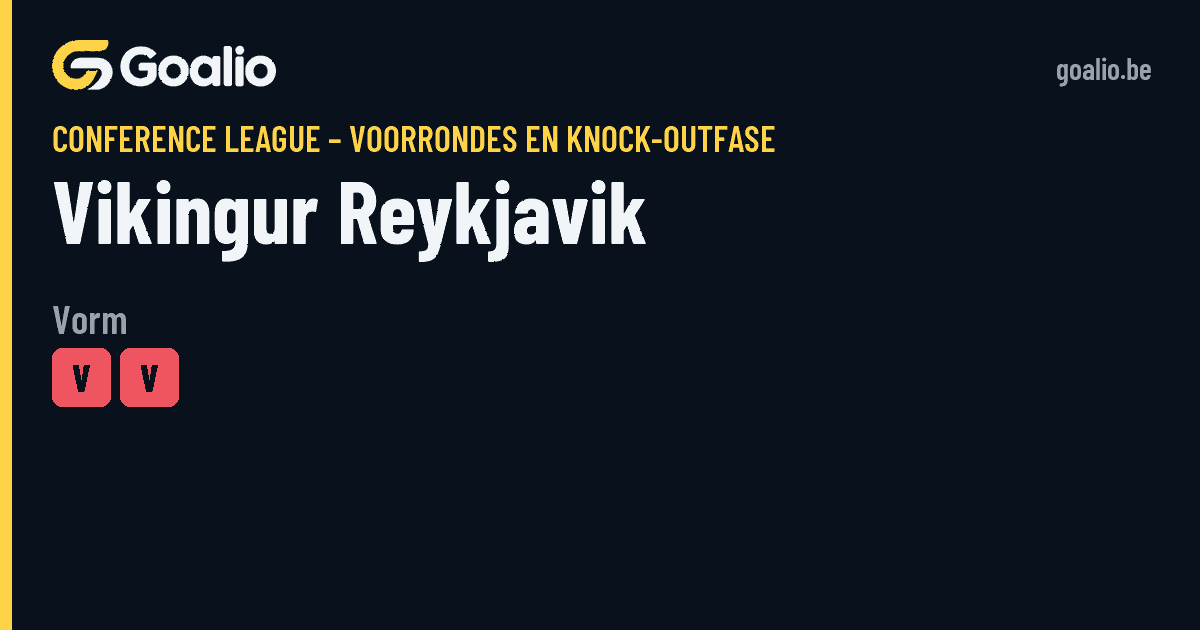 Goalio
goalio.be
CONFERENCE LEAGUE – VOORRONDES EN KNOCK-OUTFASE
Vikingur Reykjavik
Vorm
V V